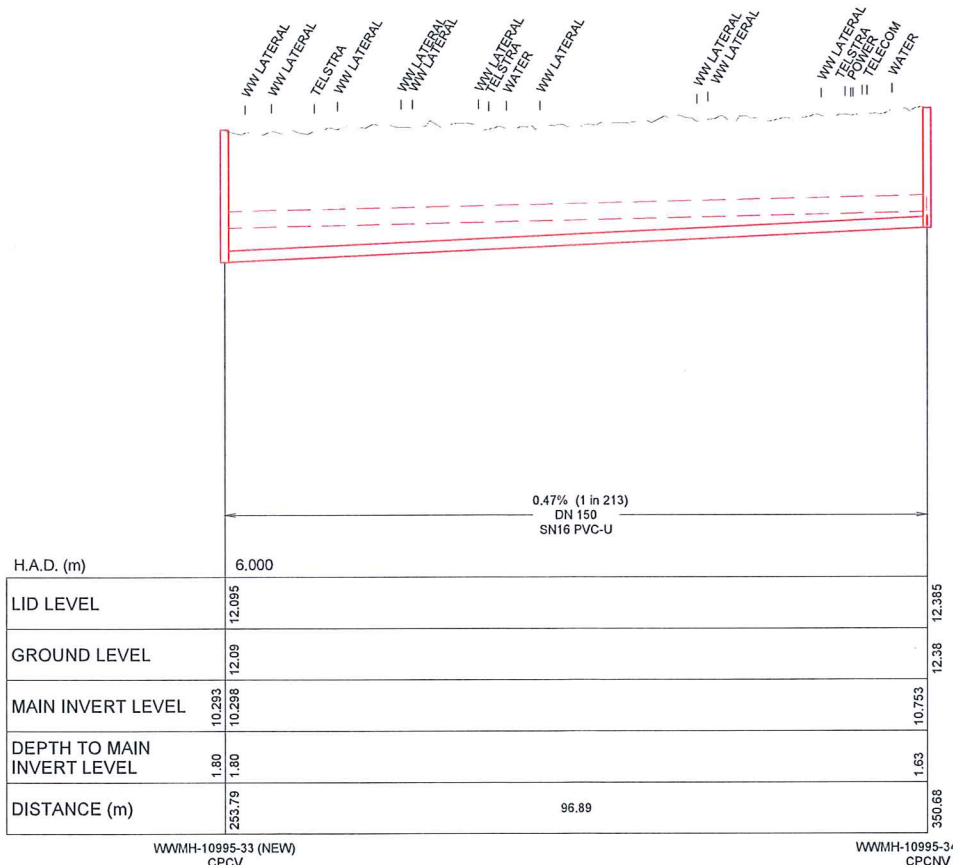 WW LATERAL
WW LATERAL
TELSTRA
WW LATERAL
WW LATERAL
WW LATERAL
WW LATERAL
TELSTRA
WATER
WW LATERAL
WW LATERAL
WW LATERAL
WW LATERAL
TELSTRA
POWER
TELECOM
WATER
0.47% (1 in 213)
DN 150
SN16 PVC-U
H.A.D. (m) 6.000
LID LEVEL 12.095 12.385
GROUND LEVEL 12.09 12.38
MAIN INVERT LEVEL 10.293 10.298 10.753
DEPTH TO MAIN
INVERT LEVEL 1.80 1.80 1.63
DISTANCE (m) 253.79 96.89 350.68
WWMH-10995-33 (NEW) WWMH-10995-34
CPCV CPCNV